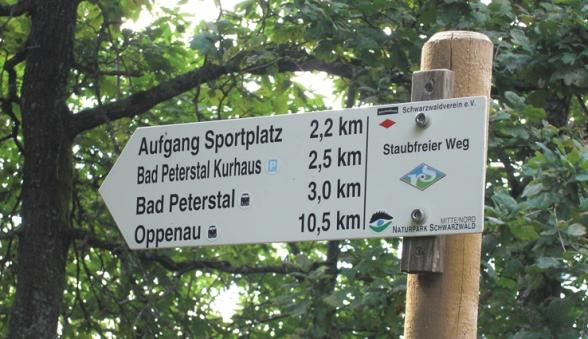 Aufgang Sportplatz 2,2 km
Bad Peterstal Kurhaus P 2,5 km
Bad Peterstal 3,0 km
Oppenau 10,5 km
Schwarzwaldverein e.V.
Staubfreier Weg
MITTE/NORD
NATURPARK SCHWARZWALD